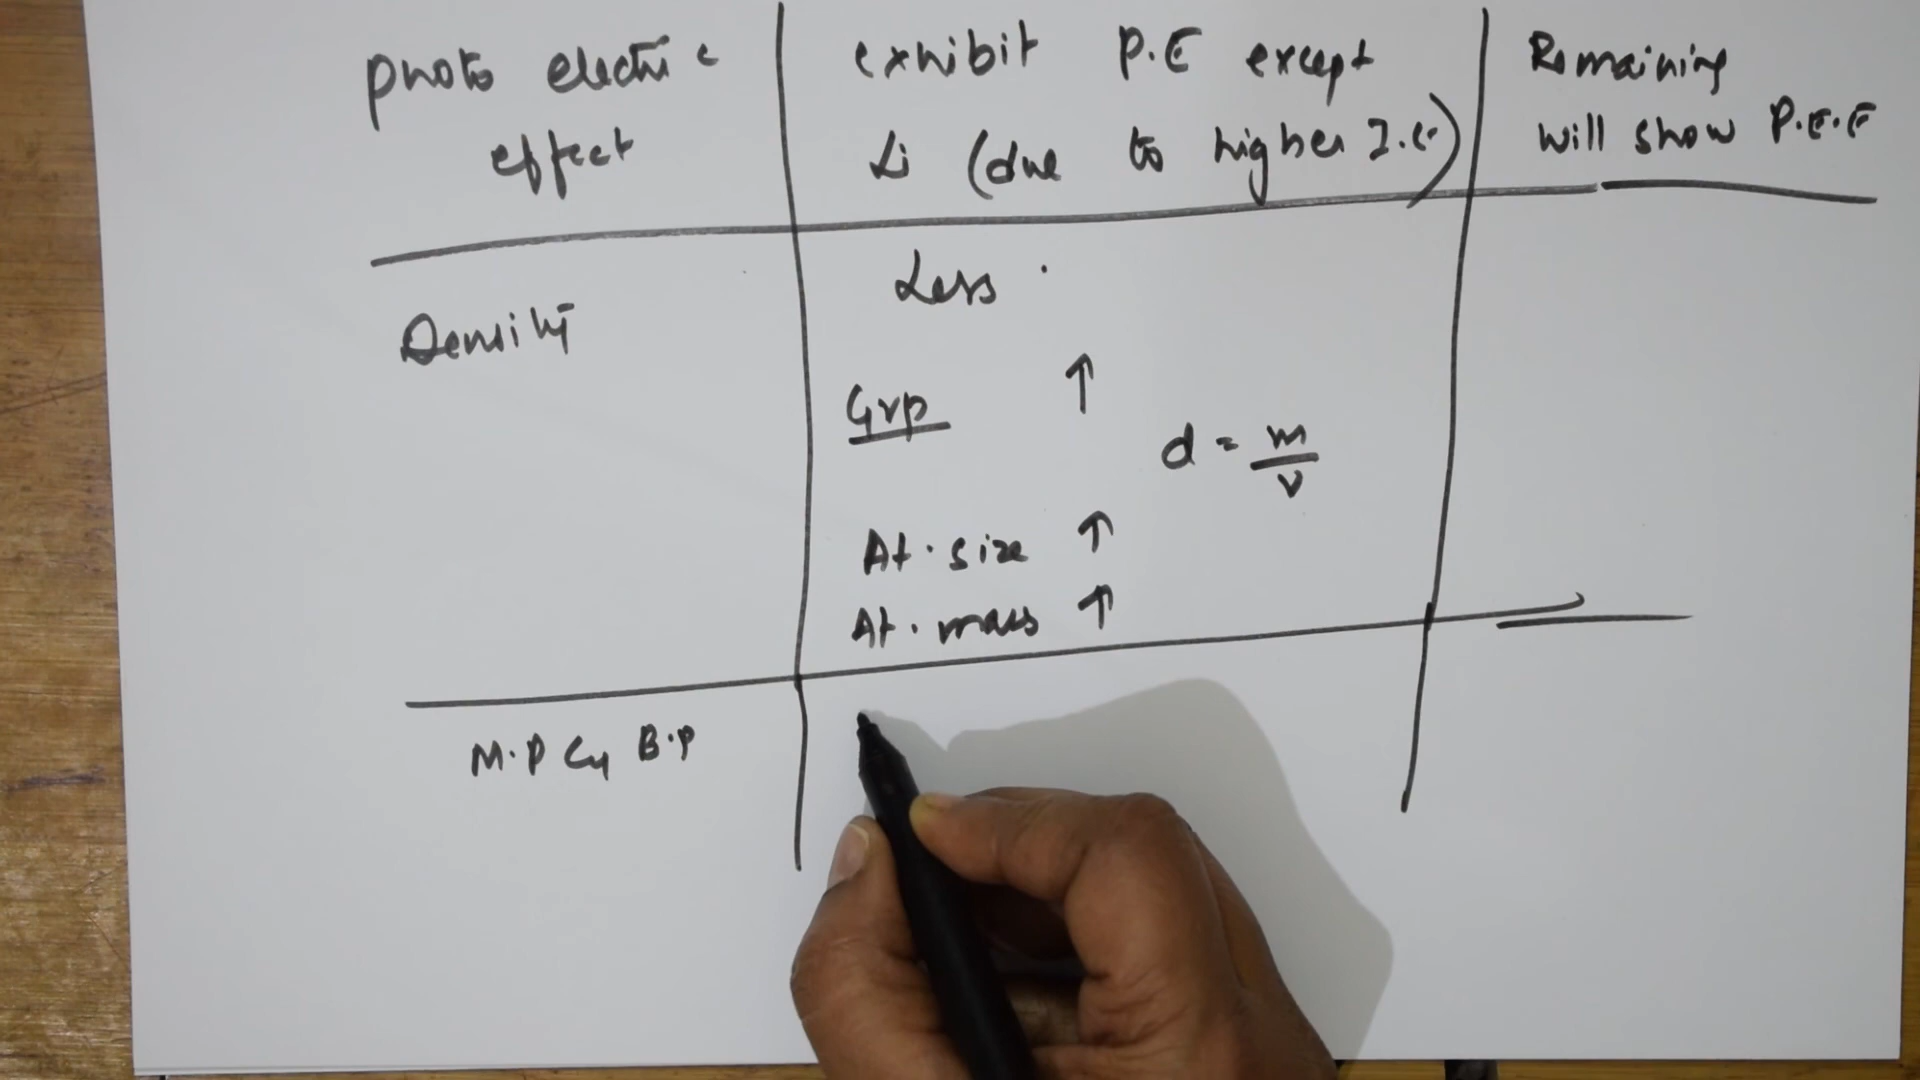 photo electric
effect
exhibit P.E except
Li (due to higher I.E)
Remaining
will show P.E.E
Density
Less
Grp ↑
d = m/v
At. size ↑
At. mass ↑
M.P & B.P